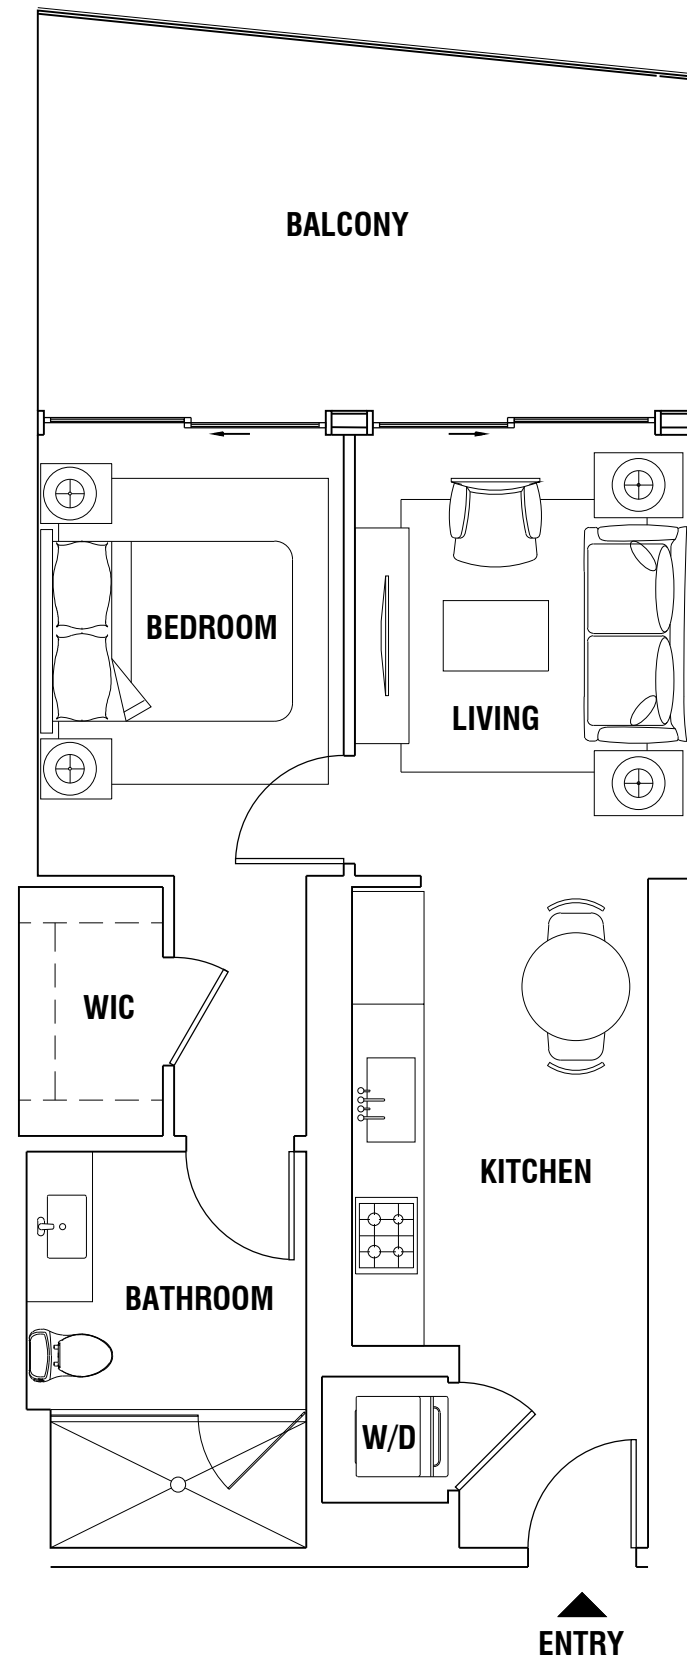 BALCONY
BEDROOM
LIVING
WIC
KITCHEN
BATHROOM
W/D
ENTRY